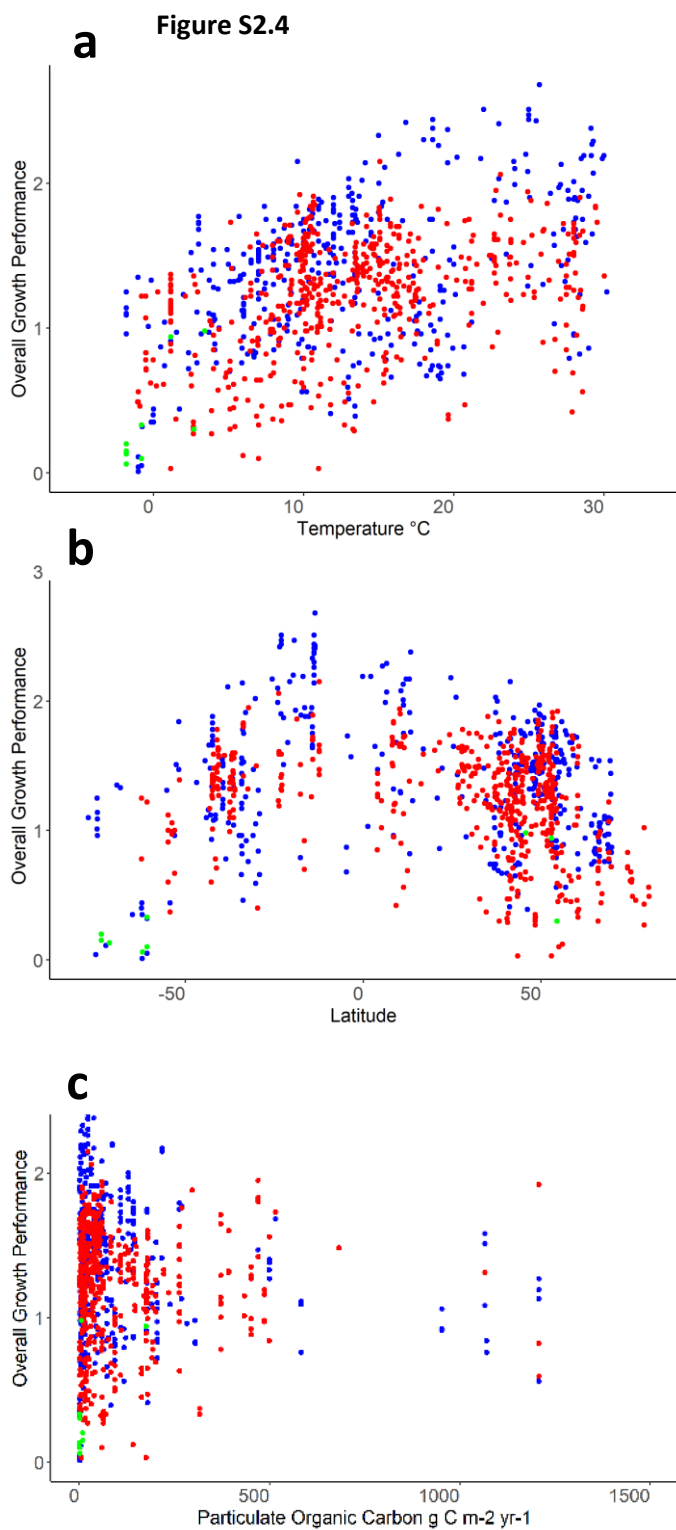 Figure S2.4
a
Overall Growth Performance
2
1
0
0 10 20 30
Temperature °C
b
3
Overall Growth Performance
2
1
0
-50 0 50
Latitude
c
Overall Growth Performance
2
1
0
0 500 1000 1500
Particulate Organic Carbon g C m-2 yr-1